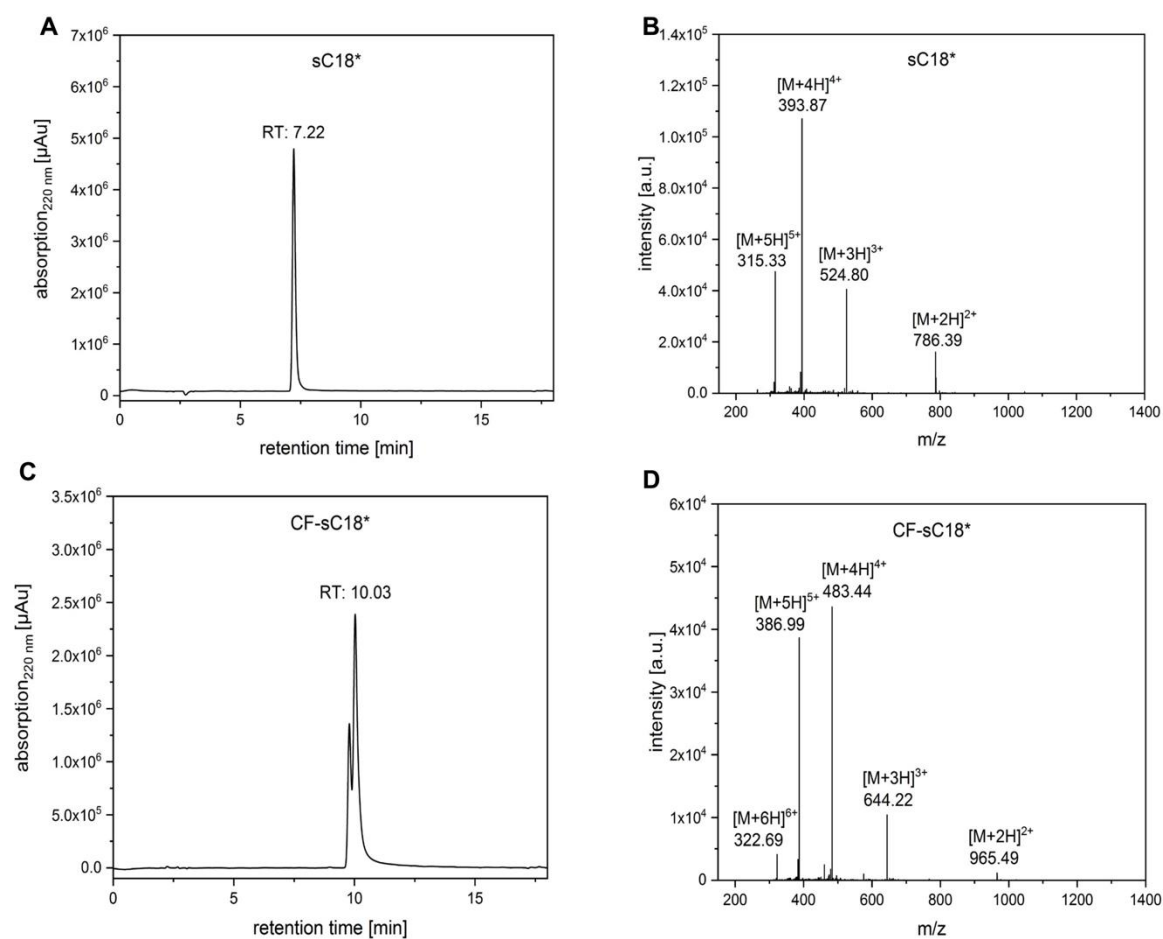 A
sC18*
7x10⁶
6x10⁶
5x10⁶
4x10⁶
3x10⁶
2x10⁶
1x10⁶
0
absorption₂₂₀ ₙₘ [µAu]
RT: 7.22
0 5 10 15
retention time [min]
B
sC18*
1.4x10⁵
1.2x10⁵
1.0x10⁵
8.0x10⁴
6.0x10⁴
4.0x10⁴
2.0x10⁴
0.0
intensity [a.u.]
[M+4H]⁴⁺
393.87
[M+5H]⁵⁺
315.33
[M+3H]³⁺
524.80
[M+2H]²⁺
786.39
200 400 600 800 1000 1200 1400
m/z
C
CF-sC18*
3.5x10⁶
3.0x10⁶
2.5x10⁶
2.0x10⁶
1.5x10⁶
1.0x10⁶
5.0x10⁵
0.0
absorption₂₂₀ ₙₘ [µAu]
RT: 10.03
0 5 10 15
retention time [min]
D
CF-sC18*
6x10⁴
5x10⁴
4x10⁴
3x10⁴
2x10⁴
1x10⁴
0
intensity [a.u.]
[M+4H]⁴⁺
483.44
[M+5H]⁵⁺
386.99
[M+3H]³⁺
644.22
[M+6H]⁶⁺
322.69
[M+2H]²⁺
965.49
200 400 600 800 1000 1200 1400
m/z